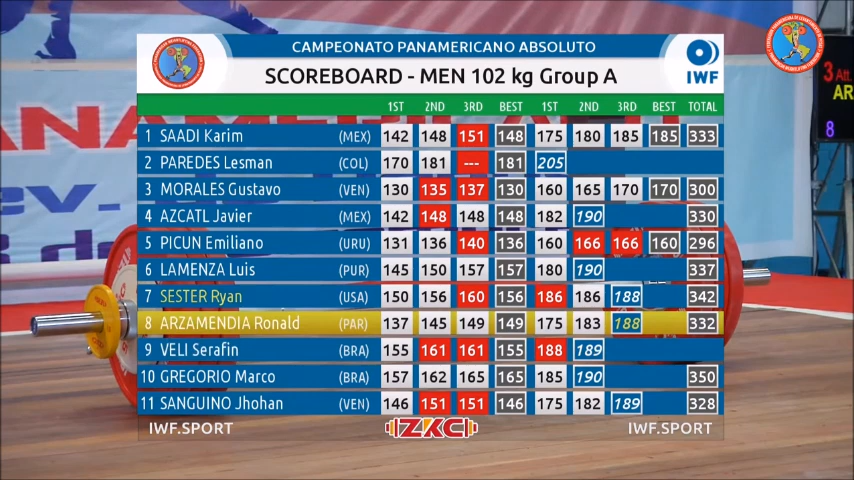 CAMPEONATO PANAMERICANO ABSOLUTO
SCOREBOARD - MEN 102 kg Group A
IWF
1ST 2ND 3RD BEST 1ST 2ND 3RD BEST TOTAL
1 SAADI Karim (MEX) 142 148 151 148 175 180 185 185 333
2 PAREDES Lesman (COL) 170 181 --- 181 205
3 MORALES Gustavo (VEN) 130 135 137 130 160 165 170 170 300
4 AZCATL Javier (MEX) 142 148 148 148 182 190 330
5 PICUN Emiliano (URU) 131 136 140 136 160 166 166 160 296
6 LAMENZA Luis (PUR) 145 150 157 157 180 190 337
7 SESTER Ryan (USA) 150 156 160 156 186 186 188 342
8 ARZAMENDIA Ronald (PAR) 137 145 149 149 175 183 188 332
9 VELI Serafin (BRA) 155 161 161 155 188 189
10 GREGORIO Marco (BRA) 157 162 165 165 185 190 350
11 SANGUINO Jhohan (VEN) 146 151 151 146 175 182 189 328
IWF.SPORT ZKC IWF.SPORT
ANAMERICA
ev.
3 Att.
AR
8